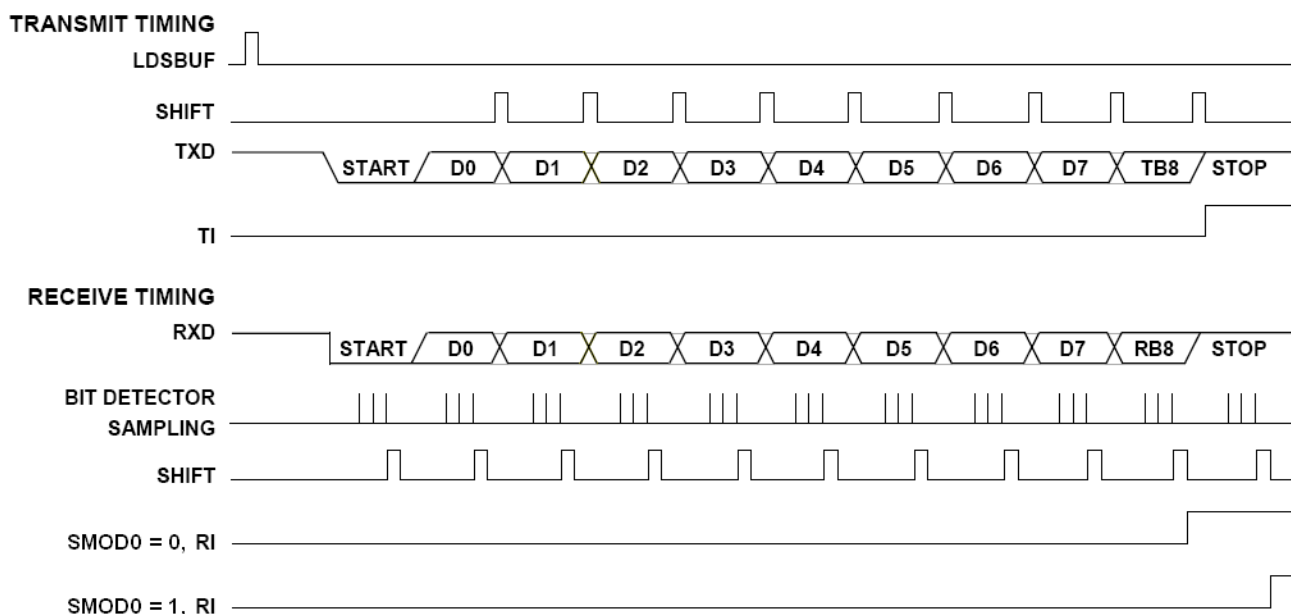 TRANSMIT TIMING
LDSBUF
SHIFT
TXD START D0 D1 D2 D3 D4 D5 D6 D7 TB8 STOP
TI
RECEIVE TIMING
RXD START D0 D1 D2 D3 D4 D5 D6 D7 RB8 STOP
BIT DETECTOR
SAMPLING
SHIFT
SMOD0 = 0, RI
SMOD0 = 1, RI